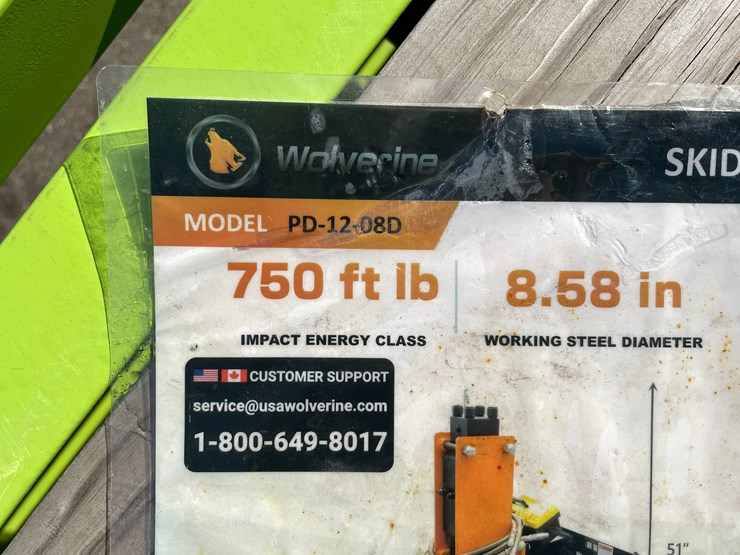 Wolverine
SKID
MODEL PD-12-08D
750 ft lb
8.58 in
IMPACT ENERGY CLASS
WORKING STEEL DIAMETER
CUSTOMER SUPPORT
service@usawolverine.com
1-800-649-8017
51"